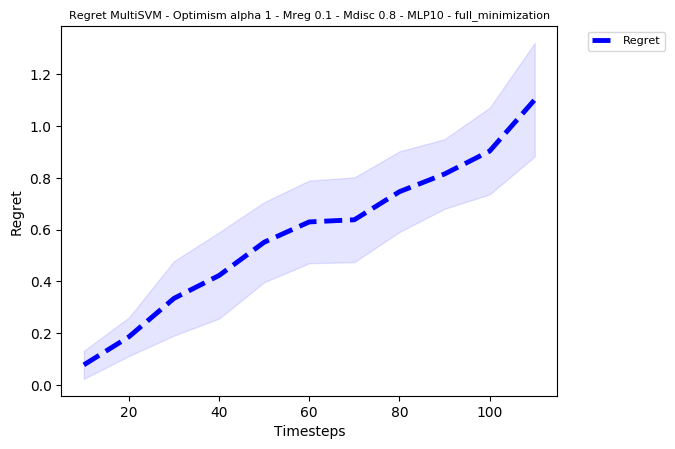 Regret MultiSVM - Optimism alpha 1 - Mreg 0.1 - Mdisc 0.8 - MLP10 - full_minimization
Regret
1.2
1.0
0.8
0.6
0.4
0.2
0.0
Regret
20 40 60 80 100
Timesteps